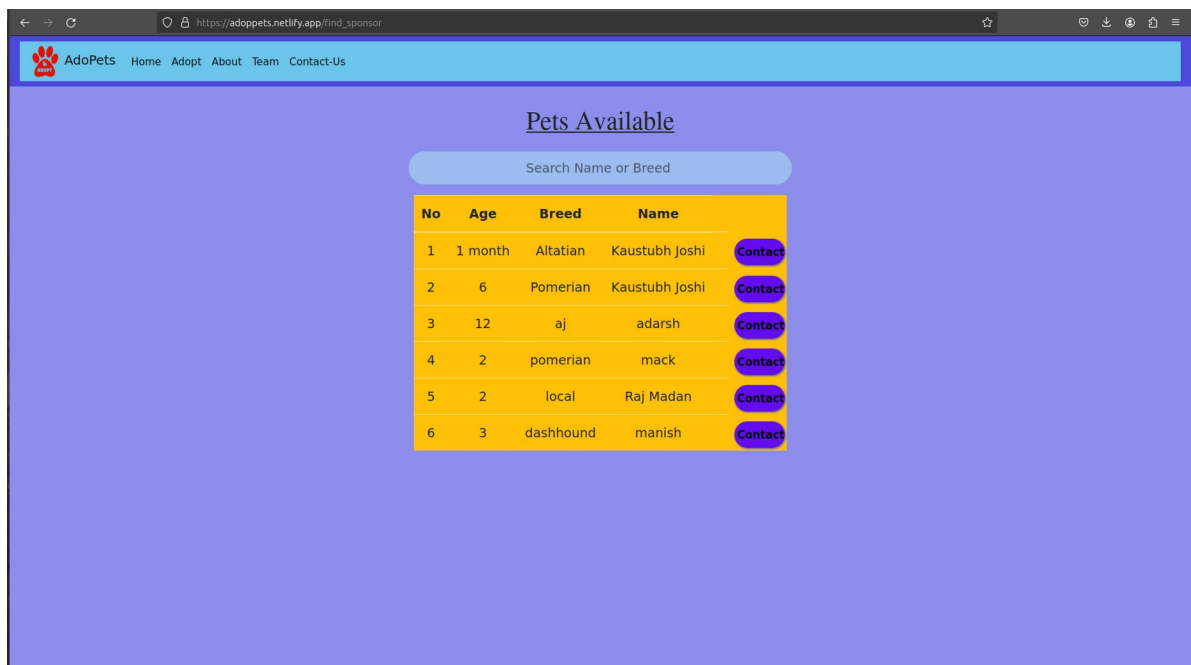 https://adoppets.netlify.app/find_sponsor
ADOPT
AdoPets Home Adopt About Team Contact-Us
Pets Available
Search Name or Breed
No Age Breed Name
1 1 month Altatian Kaustubh Joshi Contact
2 6 Pomerian Kaustubh Joshi Contact
3 12 aj adarsh Contact
4 2 pomerian mack Contact
5 2 local Raj Madan Contact
6 3 dashhound manish Contact